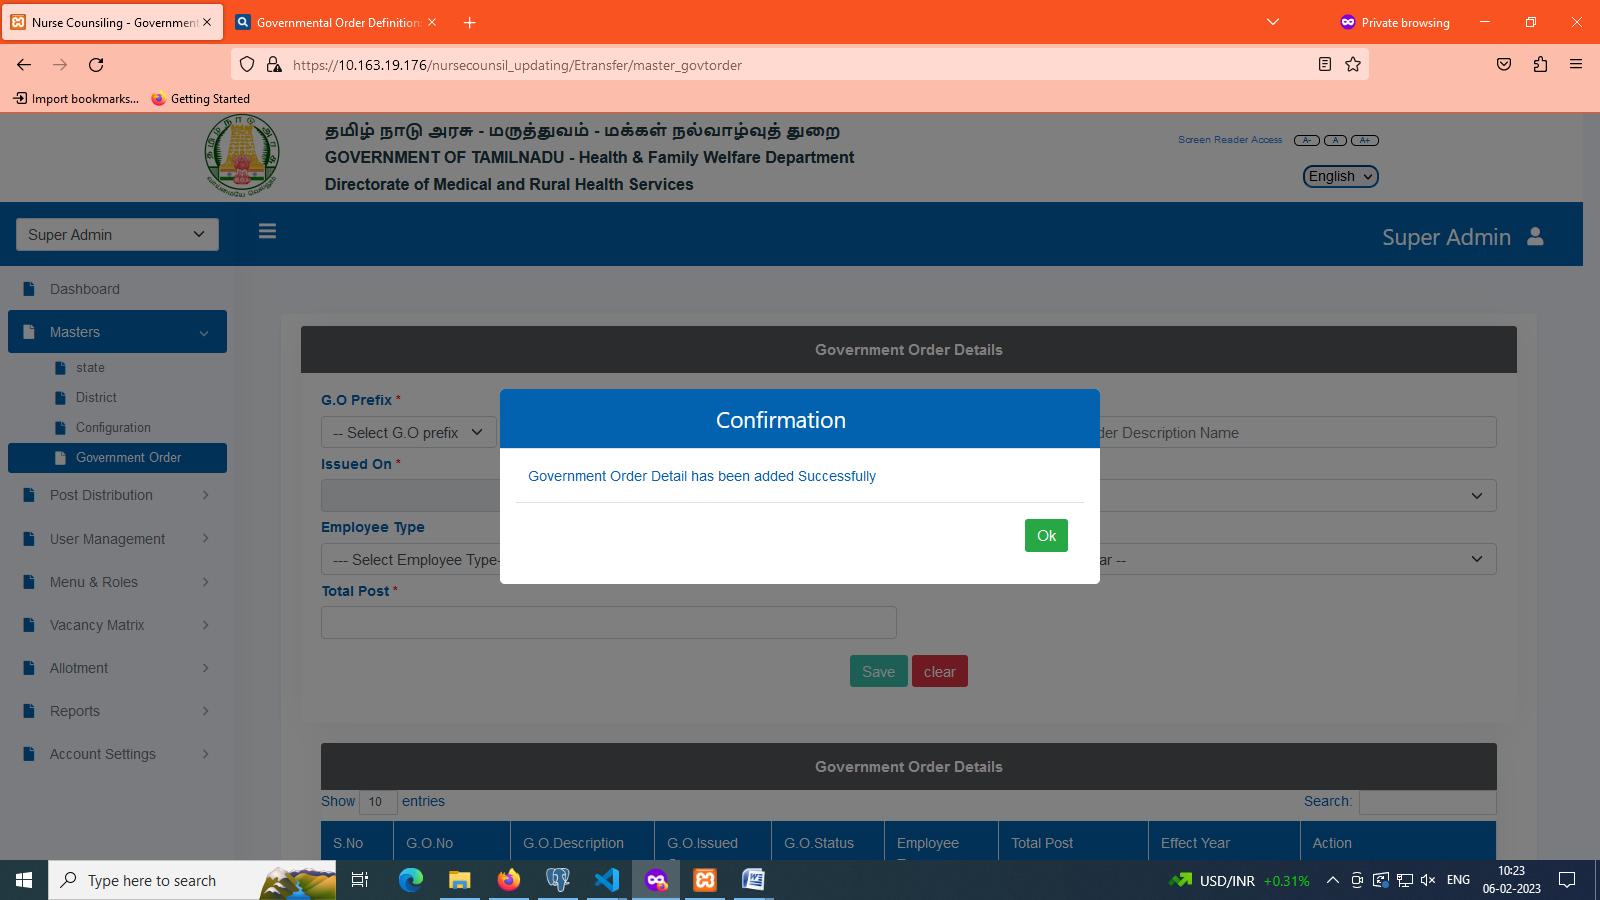 Nurse Counsiling - Government
Governmental Order Definition
Private browsing
https://10.163.19.176/nursecounsil_updating/Etransfer/master_govtorder
Import bookmarks...
Getting Started
தமிழ் நாடு அரசு - மருத்துவம் - மக்கள் நல்வாழ்வுத் துறை
GOVERNMENT OF TAMILNADU - Health & Family Welfare Department
Directorate of Medical and Rural Health Services
Screen Reader Access
A-
A
A+
English
Super Admin
Super Admin
Dashboard
Masters
state
District
Configuration
Government Order
Post Distribution
User Management
Menu & Roles
Vacancy Matrix
Allotment
Reports
Account Settings
Government Order Details
G.O Prefix *
-- Select G.O prefix
Description Name
Issued On *
Employee Type
--- Select Employee Type-
ar --
Total Post *
Save
clear
Confirmation
Government Order Detail has been added Successfully
Ok
Government Order Details
Show 10 entries
Search:
S.No
G.O.No
G.O.Description
G.O.Issued
G.O.Status
Employee
Total Post
Effect Year
Action
Type here to search
USD/INR +0.31%
ENG
10:23
06-02-2023